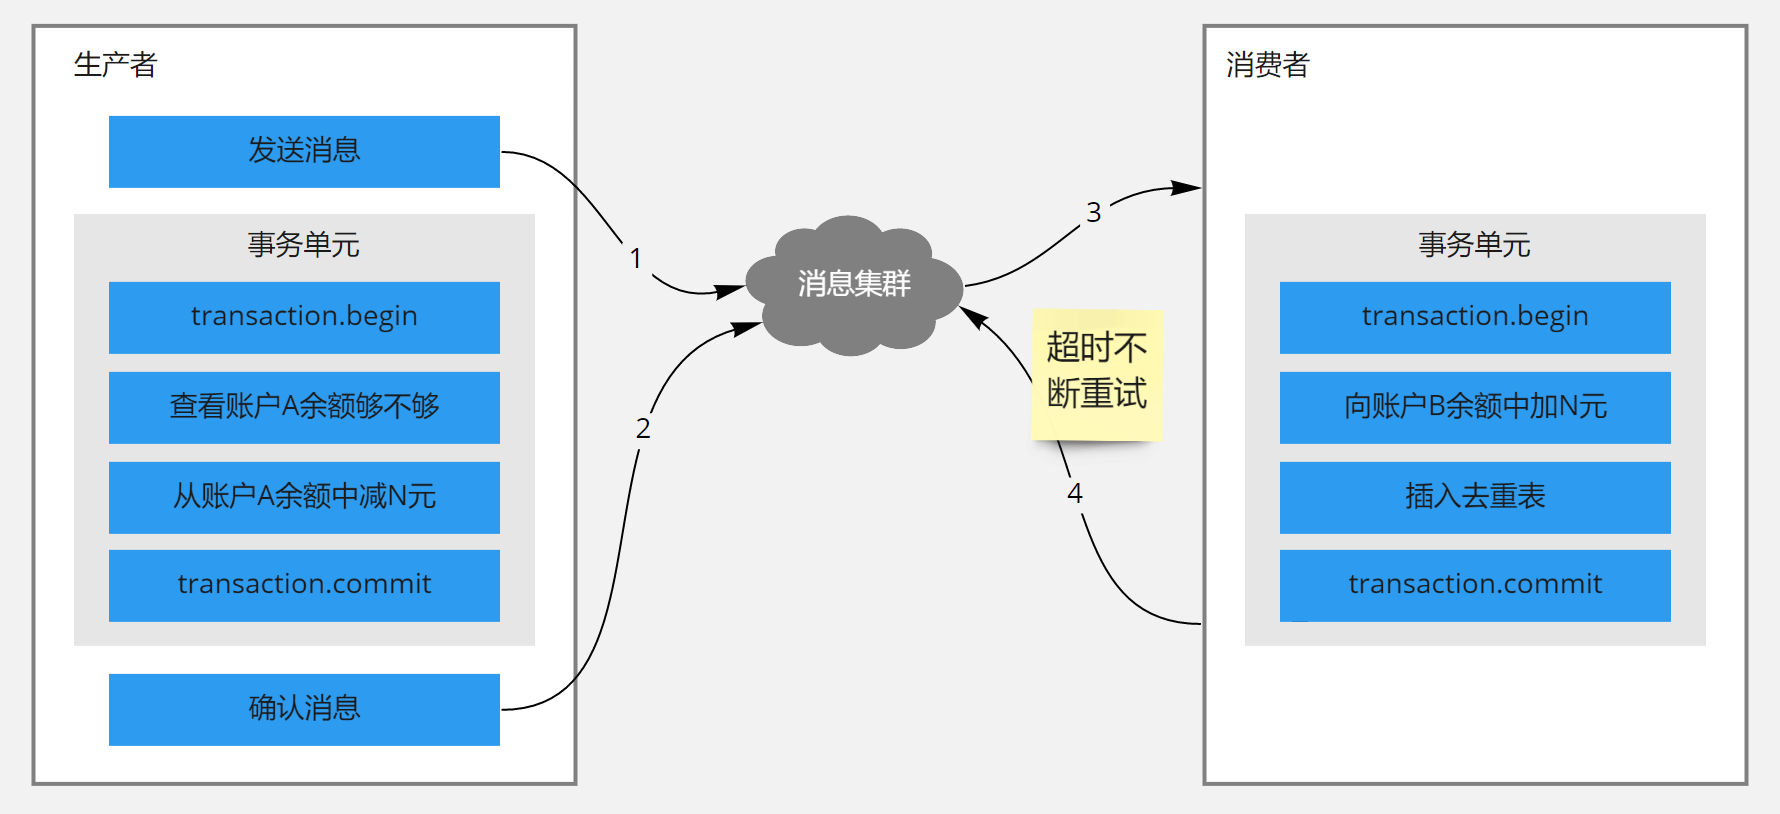 生产者
发送消息
事务单元
transaction.begin
查看账户A余额够不够
从账户A余额中减N元
transaction.commit
确认消息
1
2
消息集群
3
超时不
断重试
4
消费者
事务单元
transaction.begin
向账户B余额中加N元
插入去重表
transaction.commit